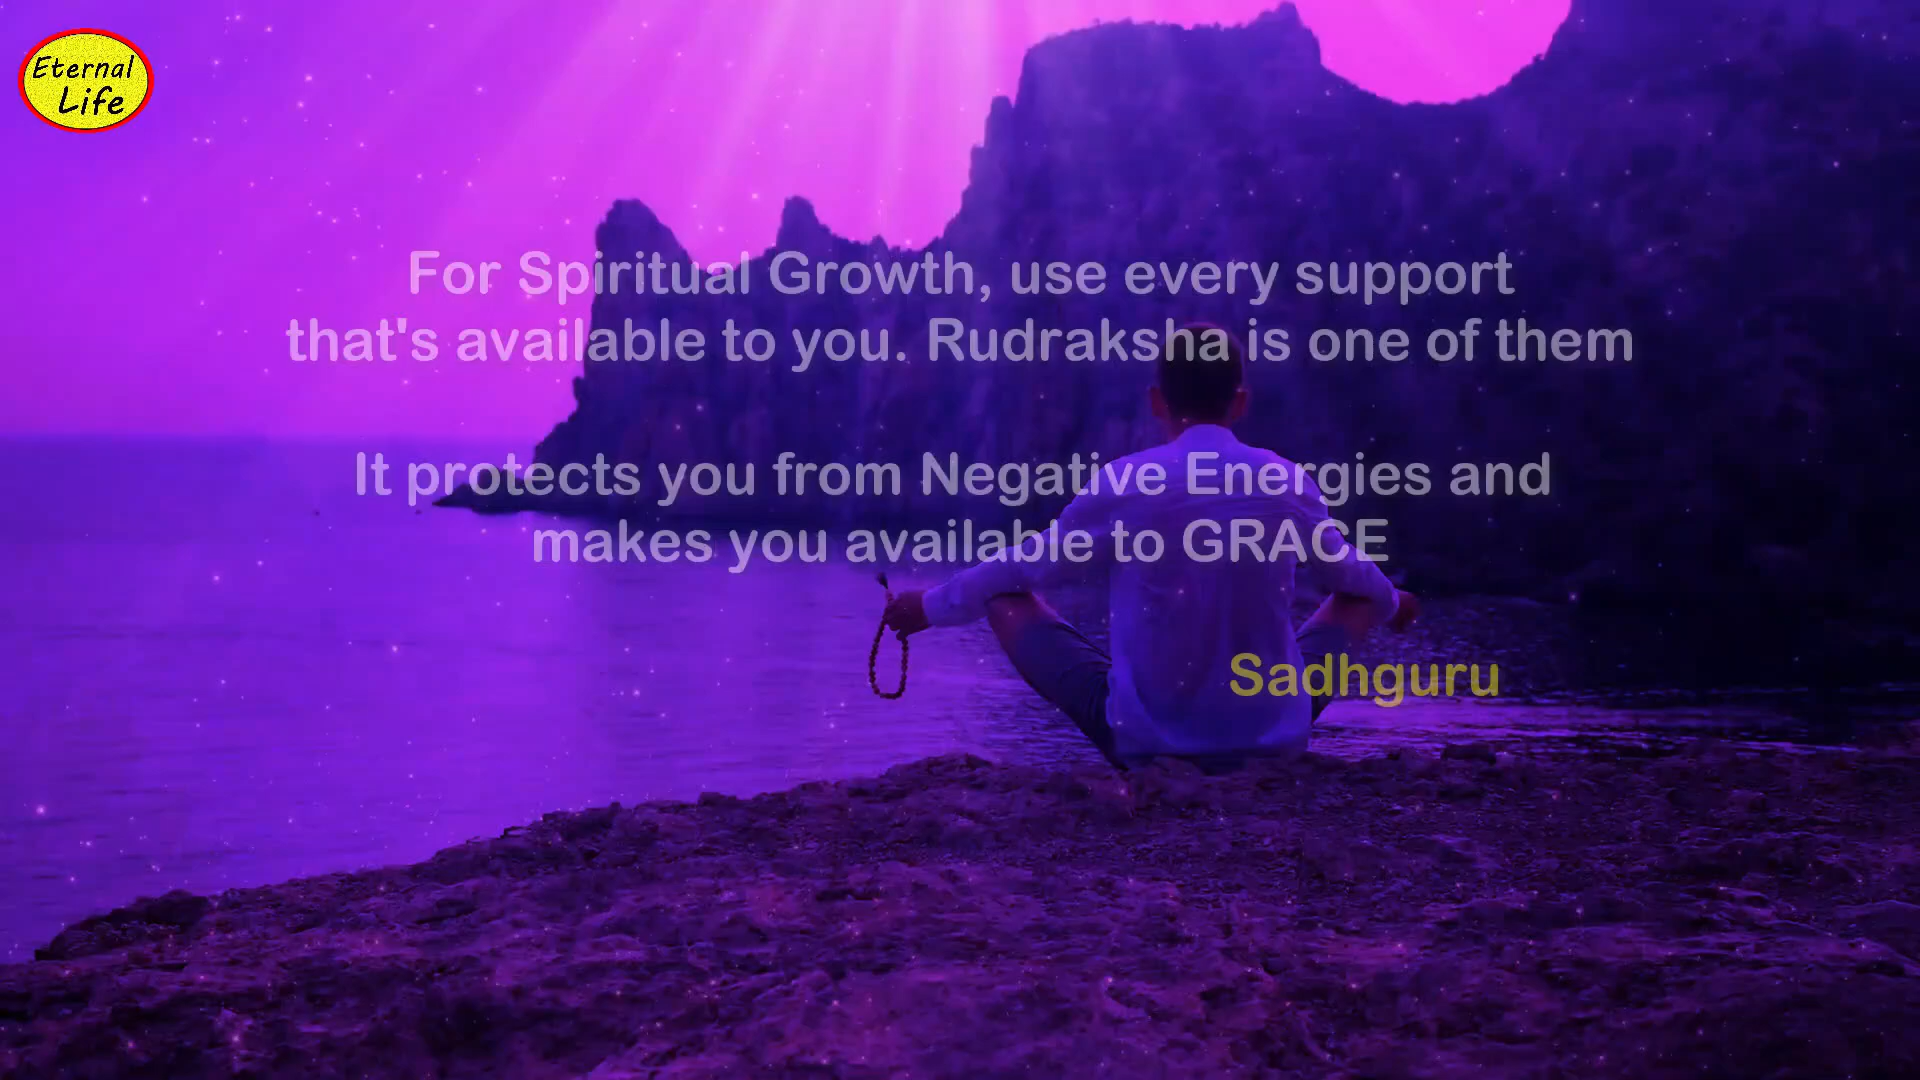 Eternal
Life
For Spiritual Growth, use every support
that's available to you. Rudraksha is one of them
It protects you from Negative Energies and
makes you available to GRACE
Sadhguru